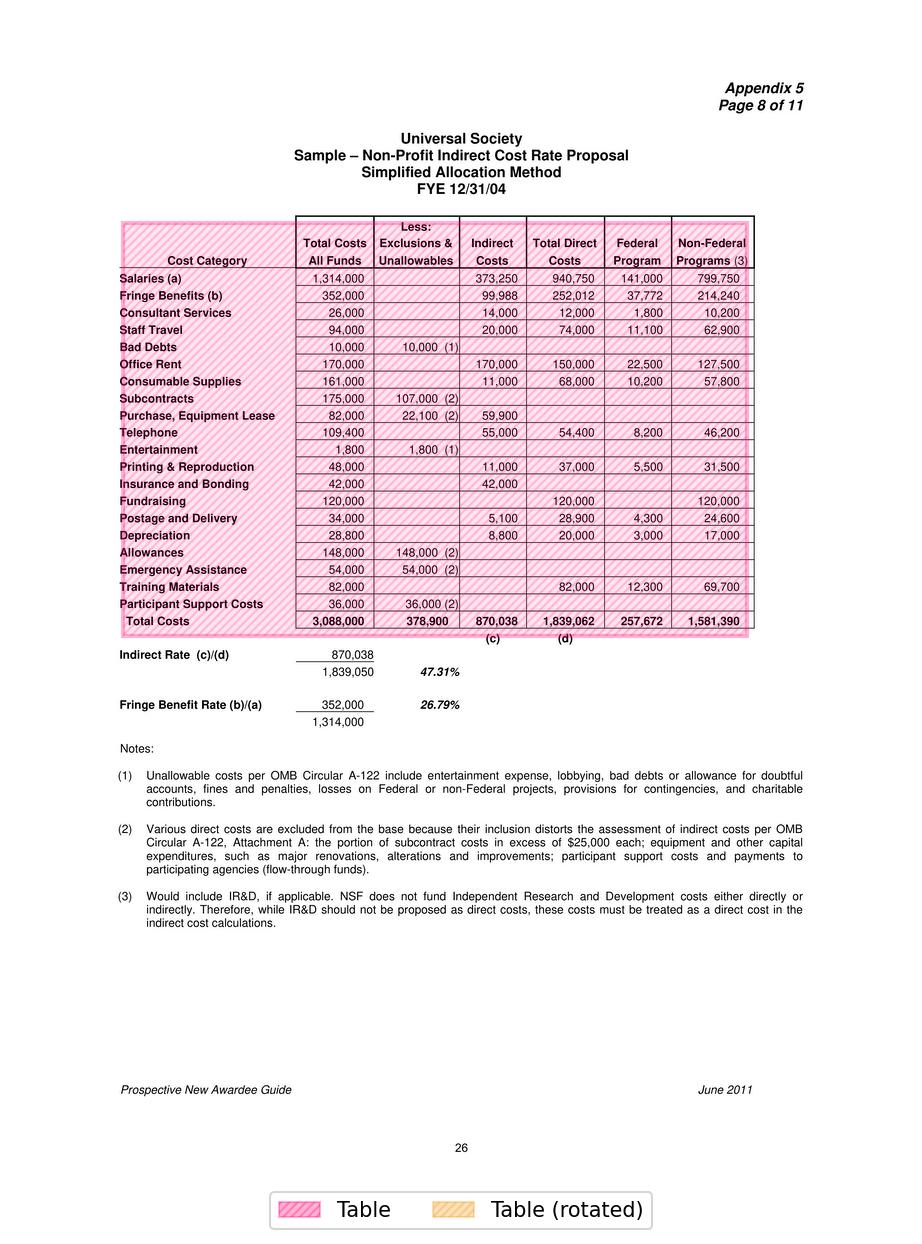 Appendix 5
Page 8 of 11
Universal Society
Sample – Non-Profit Indirect Cost Rate Proposal
Simplified Allocation Method
FYE 12/31/04
Cost Category Total Costs All Funds Less: Exclusions & Unallowables Indirect Costs Total Direct Costs Federal Program Non-Federal Programs (3)
Salaries (a) 1,314,000 373,250 940,750 141,000 799,750
Fringe Benefits (b) 352,000 99,988 252,012 37,772 214,240
Consultant Services 26,000 14,000 12,000 1,800 10,200
Staff Travel 94,000 20,000 74,000 11,100 62,900
Bad Debts 10,000 10,000 (1)
Office Rent 170,000 170,000 150,000 22,500 127,500
Consumable Supplies 161,000 11,000 68,000 10,200 57,800
Subcontracts 175,000 107,000 (2)
Purchase, Equipment Lease 82,000 22,100 (2) 59,900
Telephone 109,400 55,000 54,400 8,200 46,200
Entertainment 1,800 1,800 (1)
Printing & Reproduction 48,000 11,000 37,000 5,500 31,500
Insurance and Bonding 42,000 42,000
Fundraising 120,000 120,000 120,000
Postage and Delivery 34,000 5,100 28,900 4,300 24,600
Depreciation 28,800 8,800 20,000 3,000 17,000
Allowances 148,000 148,000 (2)
Emergency Assistance 54,000 54,000 (2)
Training Materials 82,000 82,000 12,300 69,700
Participant Support Costs 36,000 36,000 (2)
Total Costs 3,088,000 378,900 870,038 1,839,062 257,672 1,581,390
(c) (d)
Indirect Rate (c)/(d) 870,038
1,839,050 47.31%
Fringe Benefit Rate (b)/(a) 352,000 26.79%
1,314,000
Notes:
(1) Unallowable costs per OMB Circular A-122 include entertainment expense, lobbying, bad debts or allowance for doubtful
accounts, fines and penalties, losses on Federal or non-Federal projects, provisions for contingencies, and charitable
contributions.
(2) Various direct costs are excluded from the base because their inclusion distorts the assessment of indirect costs per OMB
Circular A-122, Attachment A: the portion of subcontract costs in excess of $25,000 each; equipment and other capital
expenditures, such as major renovations, alterations and improvements; participant support costs and payments to
participating agencies (flow-through funds).
(3) Would include IR&D, if applicable. NSF does not fund Independent Research and Development costs either directly or
indirectly. Therefore, while IR&D should not be proposed as direct costs, these costs must be treated as a direct cost in the
indirect cost calculations.
Prospective New Awardee Guide June 2011
26
Table Table (rotated)